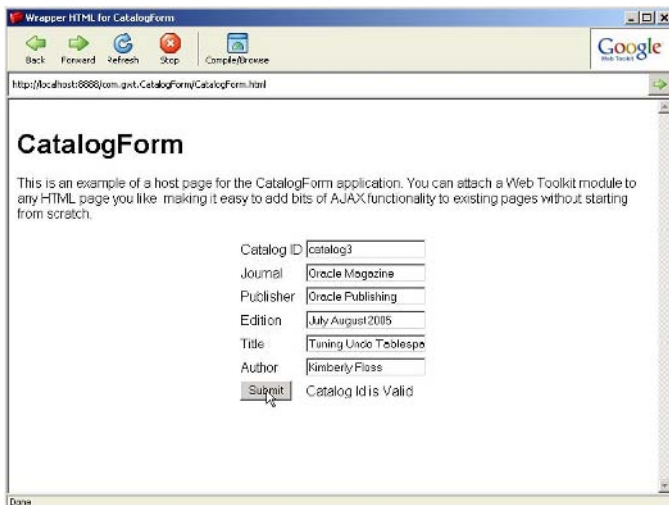 Wrapper HTML for CatalogForm
Back Forward Refresh Stop Compile/Browse
Google
Web Toolkit
http://localhost:8888/com.gwt.CatalogForm/CatalogForm.html
CatalogForm
This is an example of a host page for the CatalogForm application. You can attach a Web Toolkit module to
any HTML page you like making it easy to add bits of AJAX functionality to existing pages without starting
from scratch.
Catalog ID catalog3
Journal Oracle Magazine
Publisher Oracle Publishing
Edition July August 2005
Title Tuning Undo Tablespa
Author Kimberly Floss
Submit Catalog Id is Valid
Done